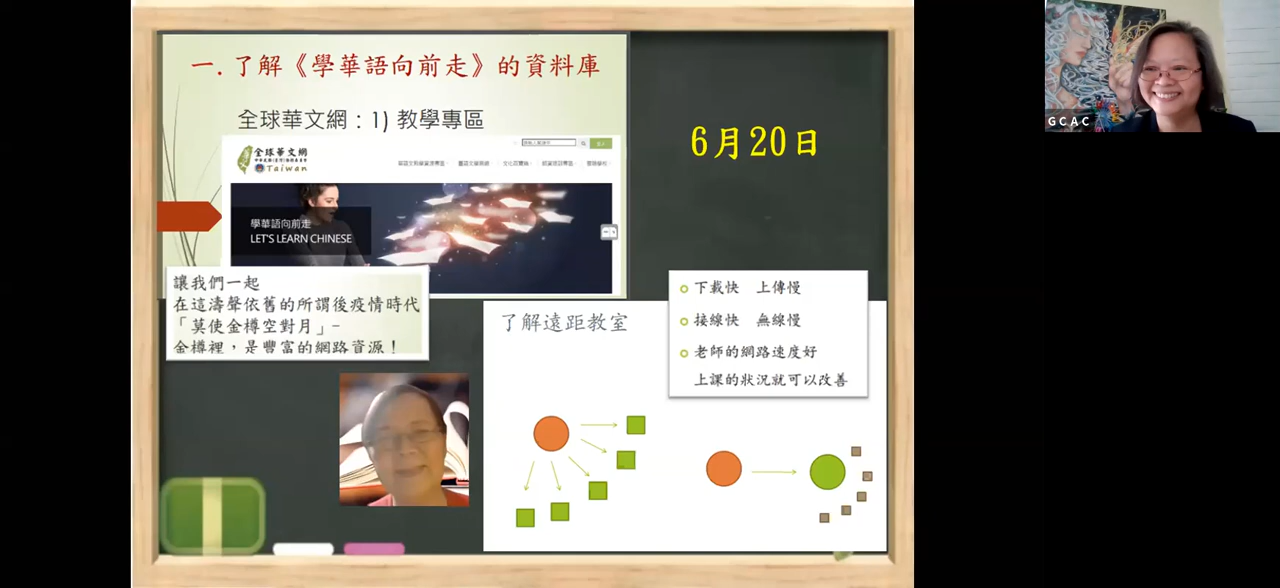 一. 了解《學華語向前走》的資料庫
全球華文網：1) 教學專區
全球華文網
Taiwan
學華語向前走
LET'S LEARN CHINESE
讓我們一起
在這濤聲依舊的所謂後疫情時代
「莫使金樽空對月」–
金樽裡，是豐富的網路資源！
6月20日
了解遠距教室
下載快 上傳慢
接線快 無線慢
老師的網路速度好
上課的狀況就可以改善
GCAC